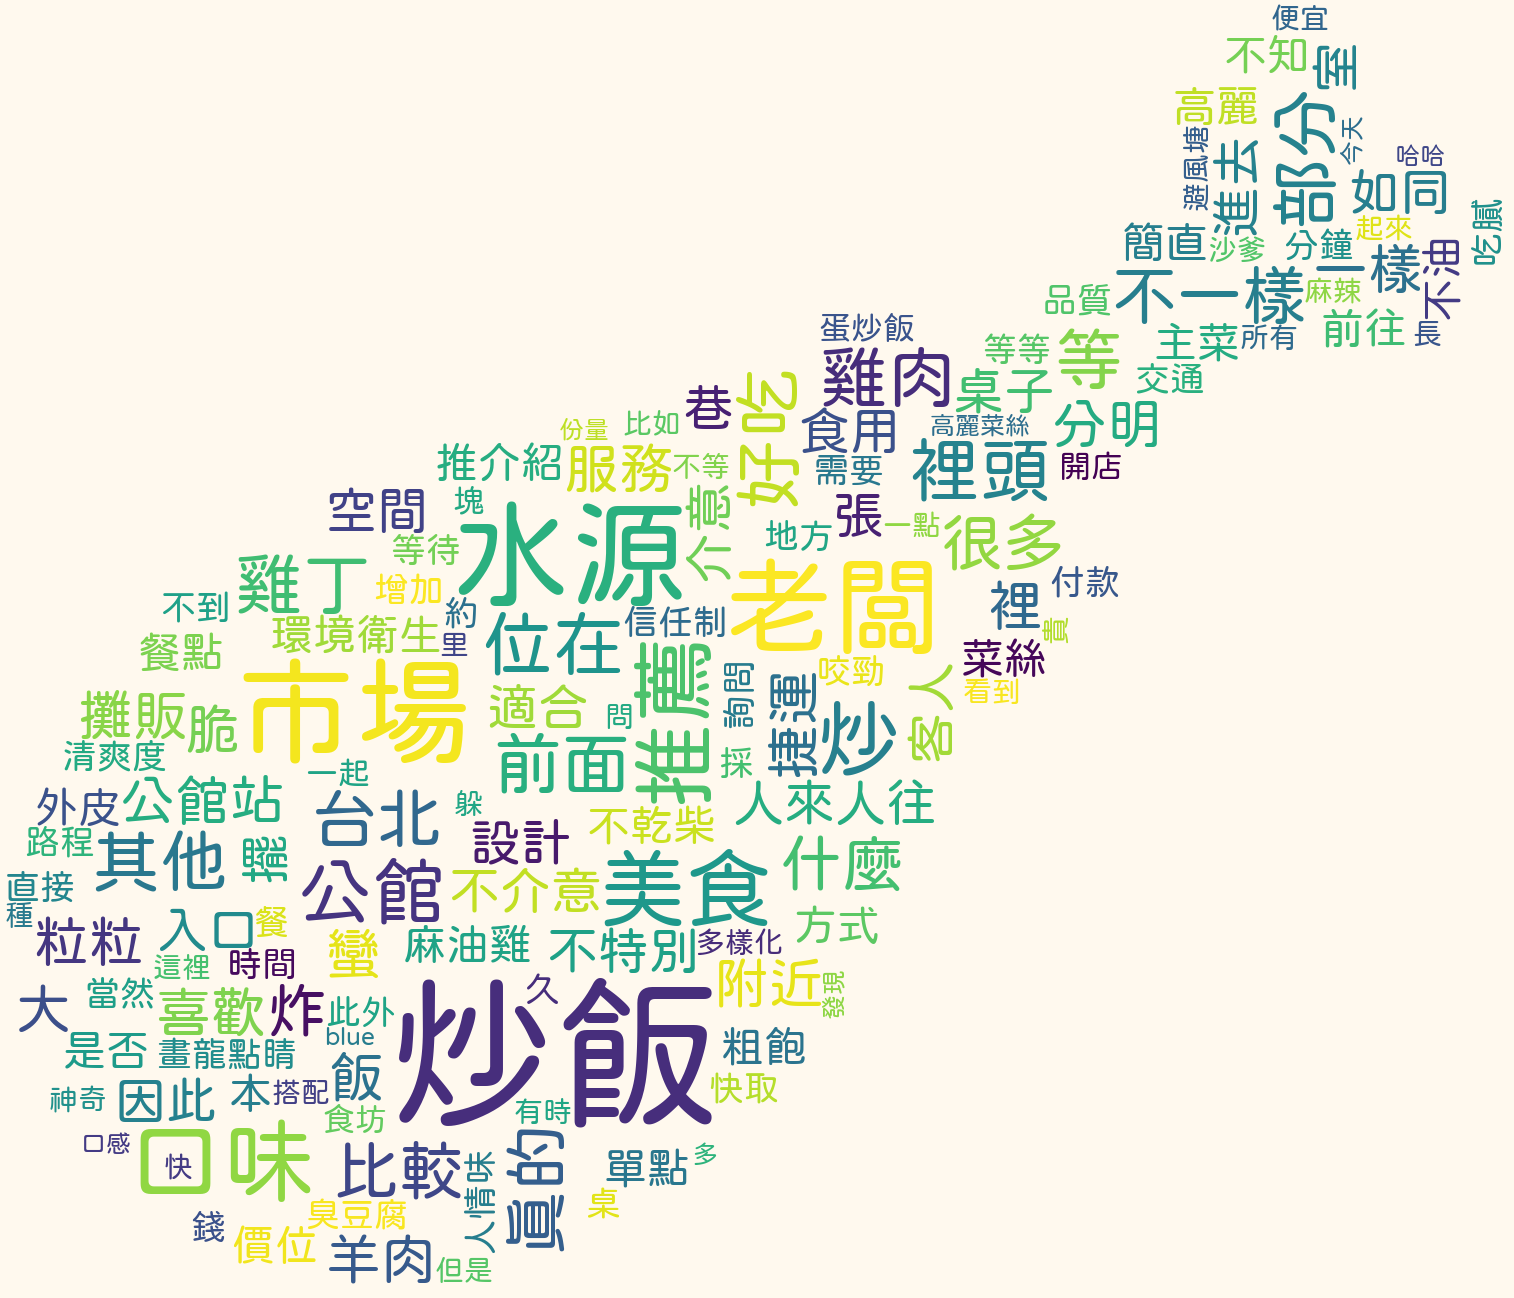 便宜
不知
室
高麗
部分
今天
避風塘
進去
哈哈
如同
吃膩
簡直
沙爹
分鐘
起來
一樣
不油
品質
不一樣
麻辣
前往
長
蛋炒飯
主菜
所有
等等
等
雞肉
桌子
交通
巷
好吃
份量
比如
食用
高麗菜絲
分明
推介紹
服務
不等
需要
裡頭
開店
空間
塊
介意
張
一點
很多
水源
地方
等待
雞丁
增加
老闆
付款
不到
約
信任制
裡
環境衛生
里
位在
貴
餐點
推薦
咬勁
菜絲
看到
市場
詢問
捷運
客人
攤販
脆
適合
問
炒
清爽度
前面
採
一起
外皮
公館站
台北
躲
不乾柴
人來人往
路程
其他
擺
設計
什麼
直接
公館
不介意
美食
種
粒粒
入口
餐
蠻
麻油雞
不特別
多樣化
方式
這裡
時間
附近
發現
大
當然
喜歡
炸
此外
久
炒飯
是否
畫龍點睛
blue
飯
粗飽
神奇
因此
本
搭配
快取
食坊
有時
口感
口味
快
比較
人情味
真的
單點
多
錢
臭豆腐
桌
價位
羊肉
但是